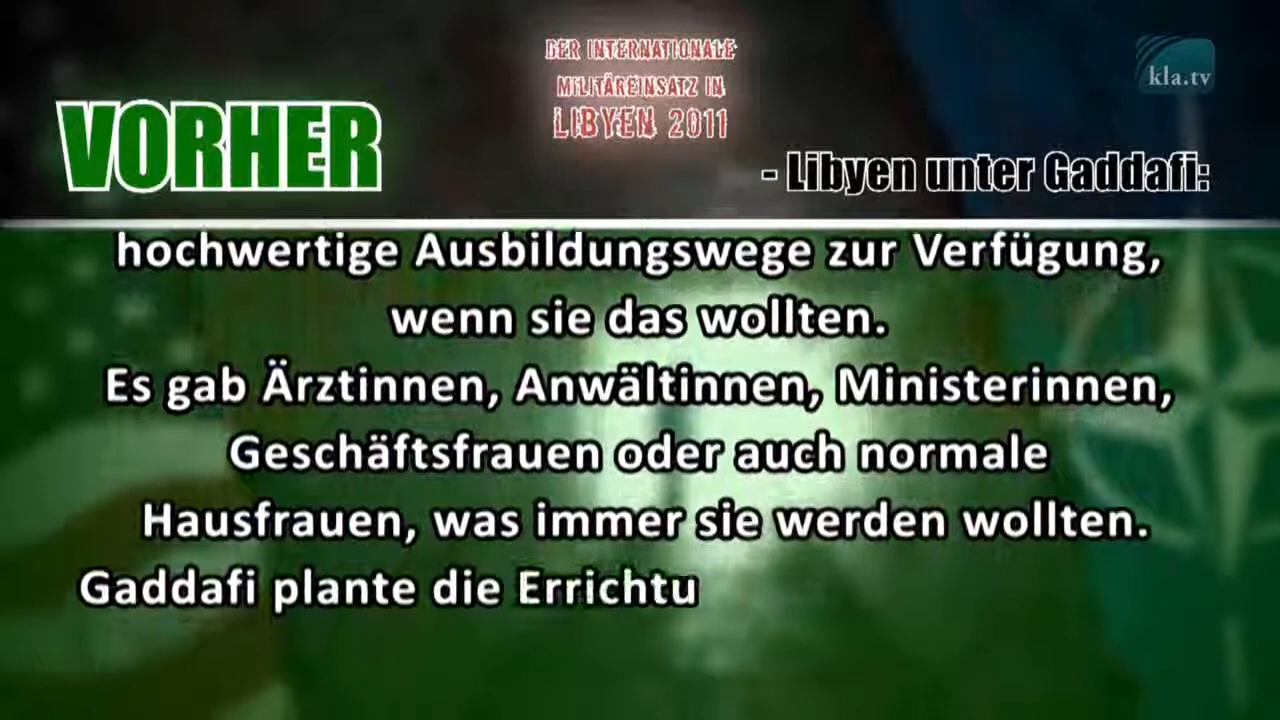 DER INTERNATIONALE
MILITÄREINSATZ IN
LIBYEN 2011
kla.tv
VORHER
- Libyen unter Gaddafi:
hochwertige Ausbildungswege zur Verfügung,
wenn sie das wollten.
Es gab Ärztinnen, Anwältinnen, Ministerinnen,
Geschäftsfrauen oder auch normale
Hausfrauen, was immer sie werden wollten.
Gaddafi plante die Errichtu